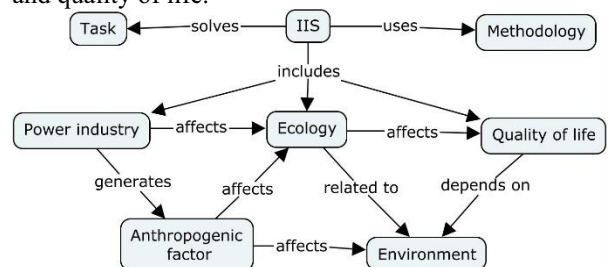 and quality of life.
Task solves IIS uses Methodology
includes
Power industry affects Ecology affects Quality of life
generates affects related to depends on
Anthropogenic
factor affects Environment